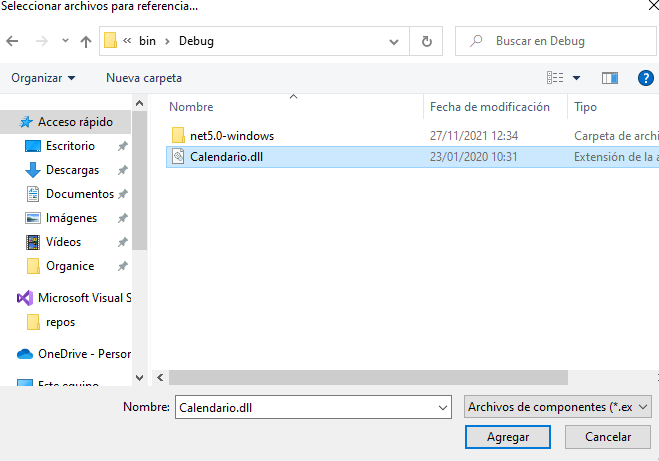 Seleccionar archivos para referencia...
« bin › Debug
Buscar en Debug
Organizar
Nueva carpeta
Nombre
Fecha de modificación
Tipo
Acceso rápido
Escritorio
Descargas
Documentos
Imágenes
Vídeos
Organice
Microsoft Visual S
repos
OneDrive - Person
Este equipo
net5.0-windows
27/11/2021 12:34
Carpeta de archi
Calendario.dll
23/01/2020 10:31
Extensión de la a
Nombre:
Calendario.dll
Archivos de componentes (*.ex
Agregar
Cancelar